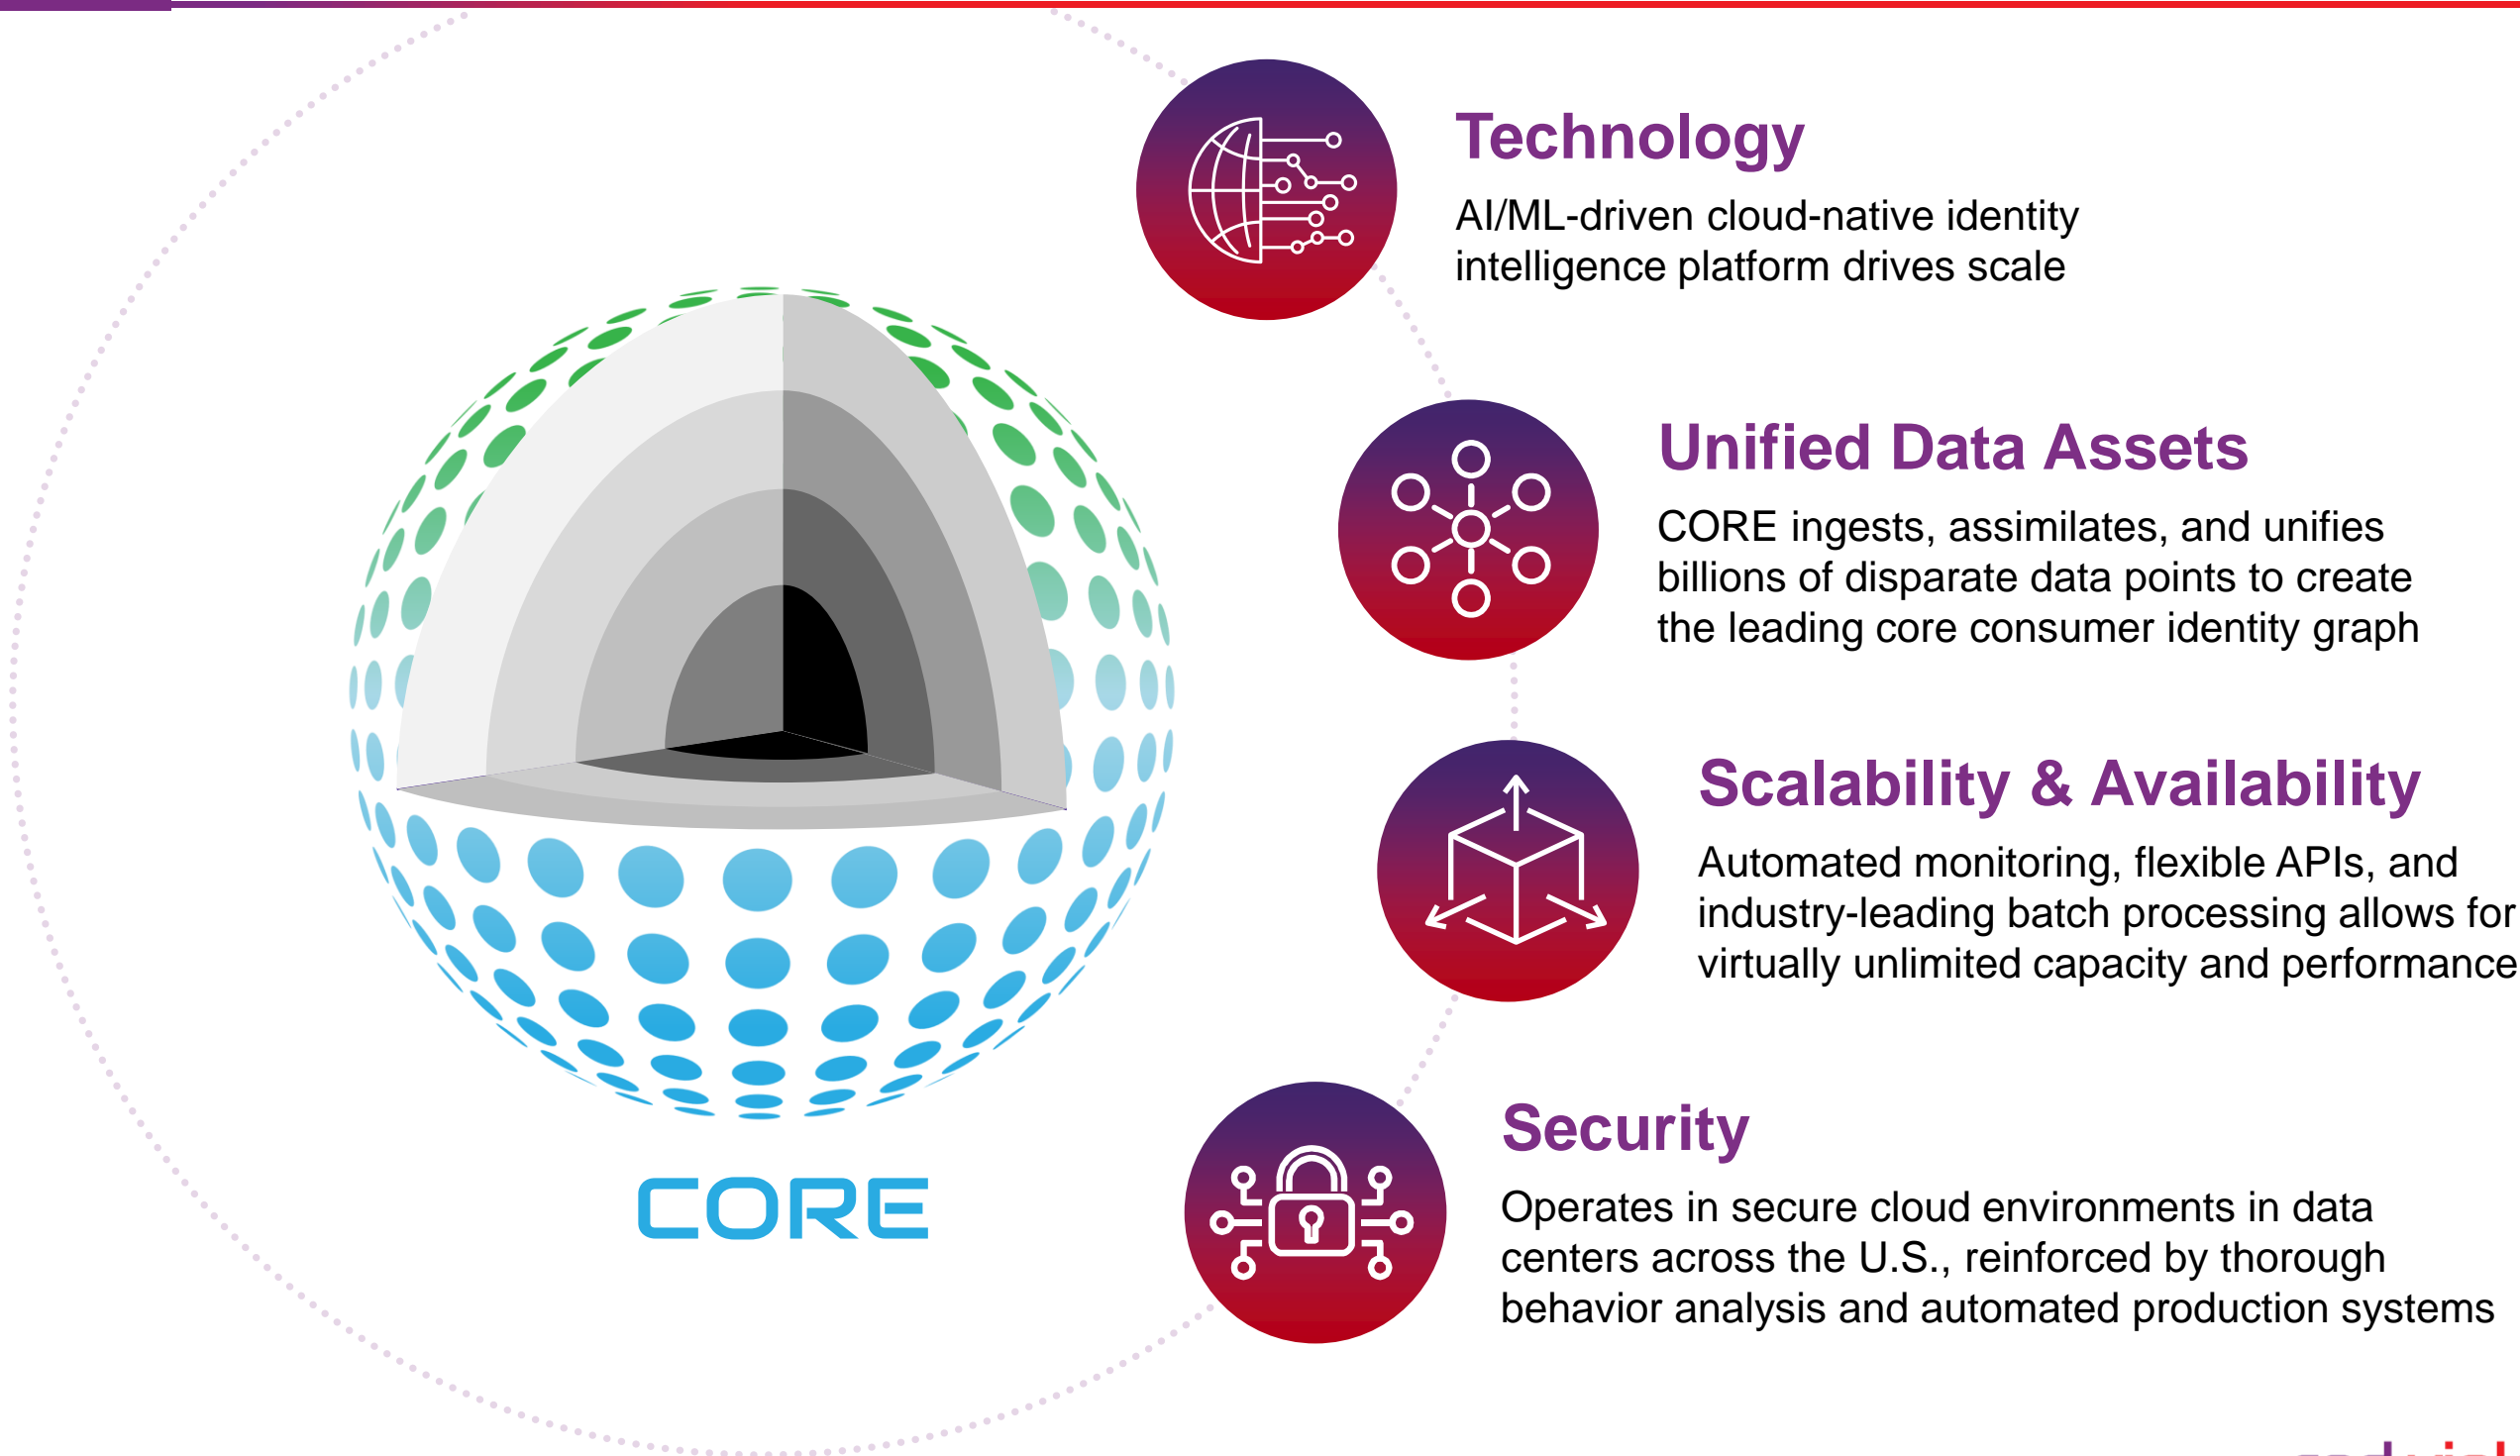 Technology
AI/ML-driven cloud-native identity
intelligence platform drives scale
Unified Data Assets
CORE ingests, assimilates, and unifies
billions of disparate data points to create
the leading core consumer identity graph
Scalability & Availability
Automated monitoring, flexible APIs, and
industry-leading batch processing allows for
virtually unlimited capacity and performance
CORE
Security
Operates in secure cloud environments in data
centers across the U.S., reinforced by thorough
behavior analysis and automated production systems